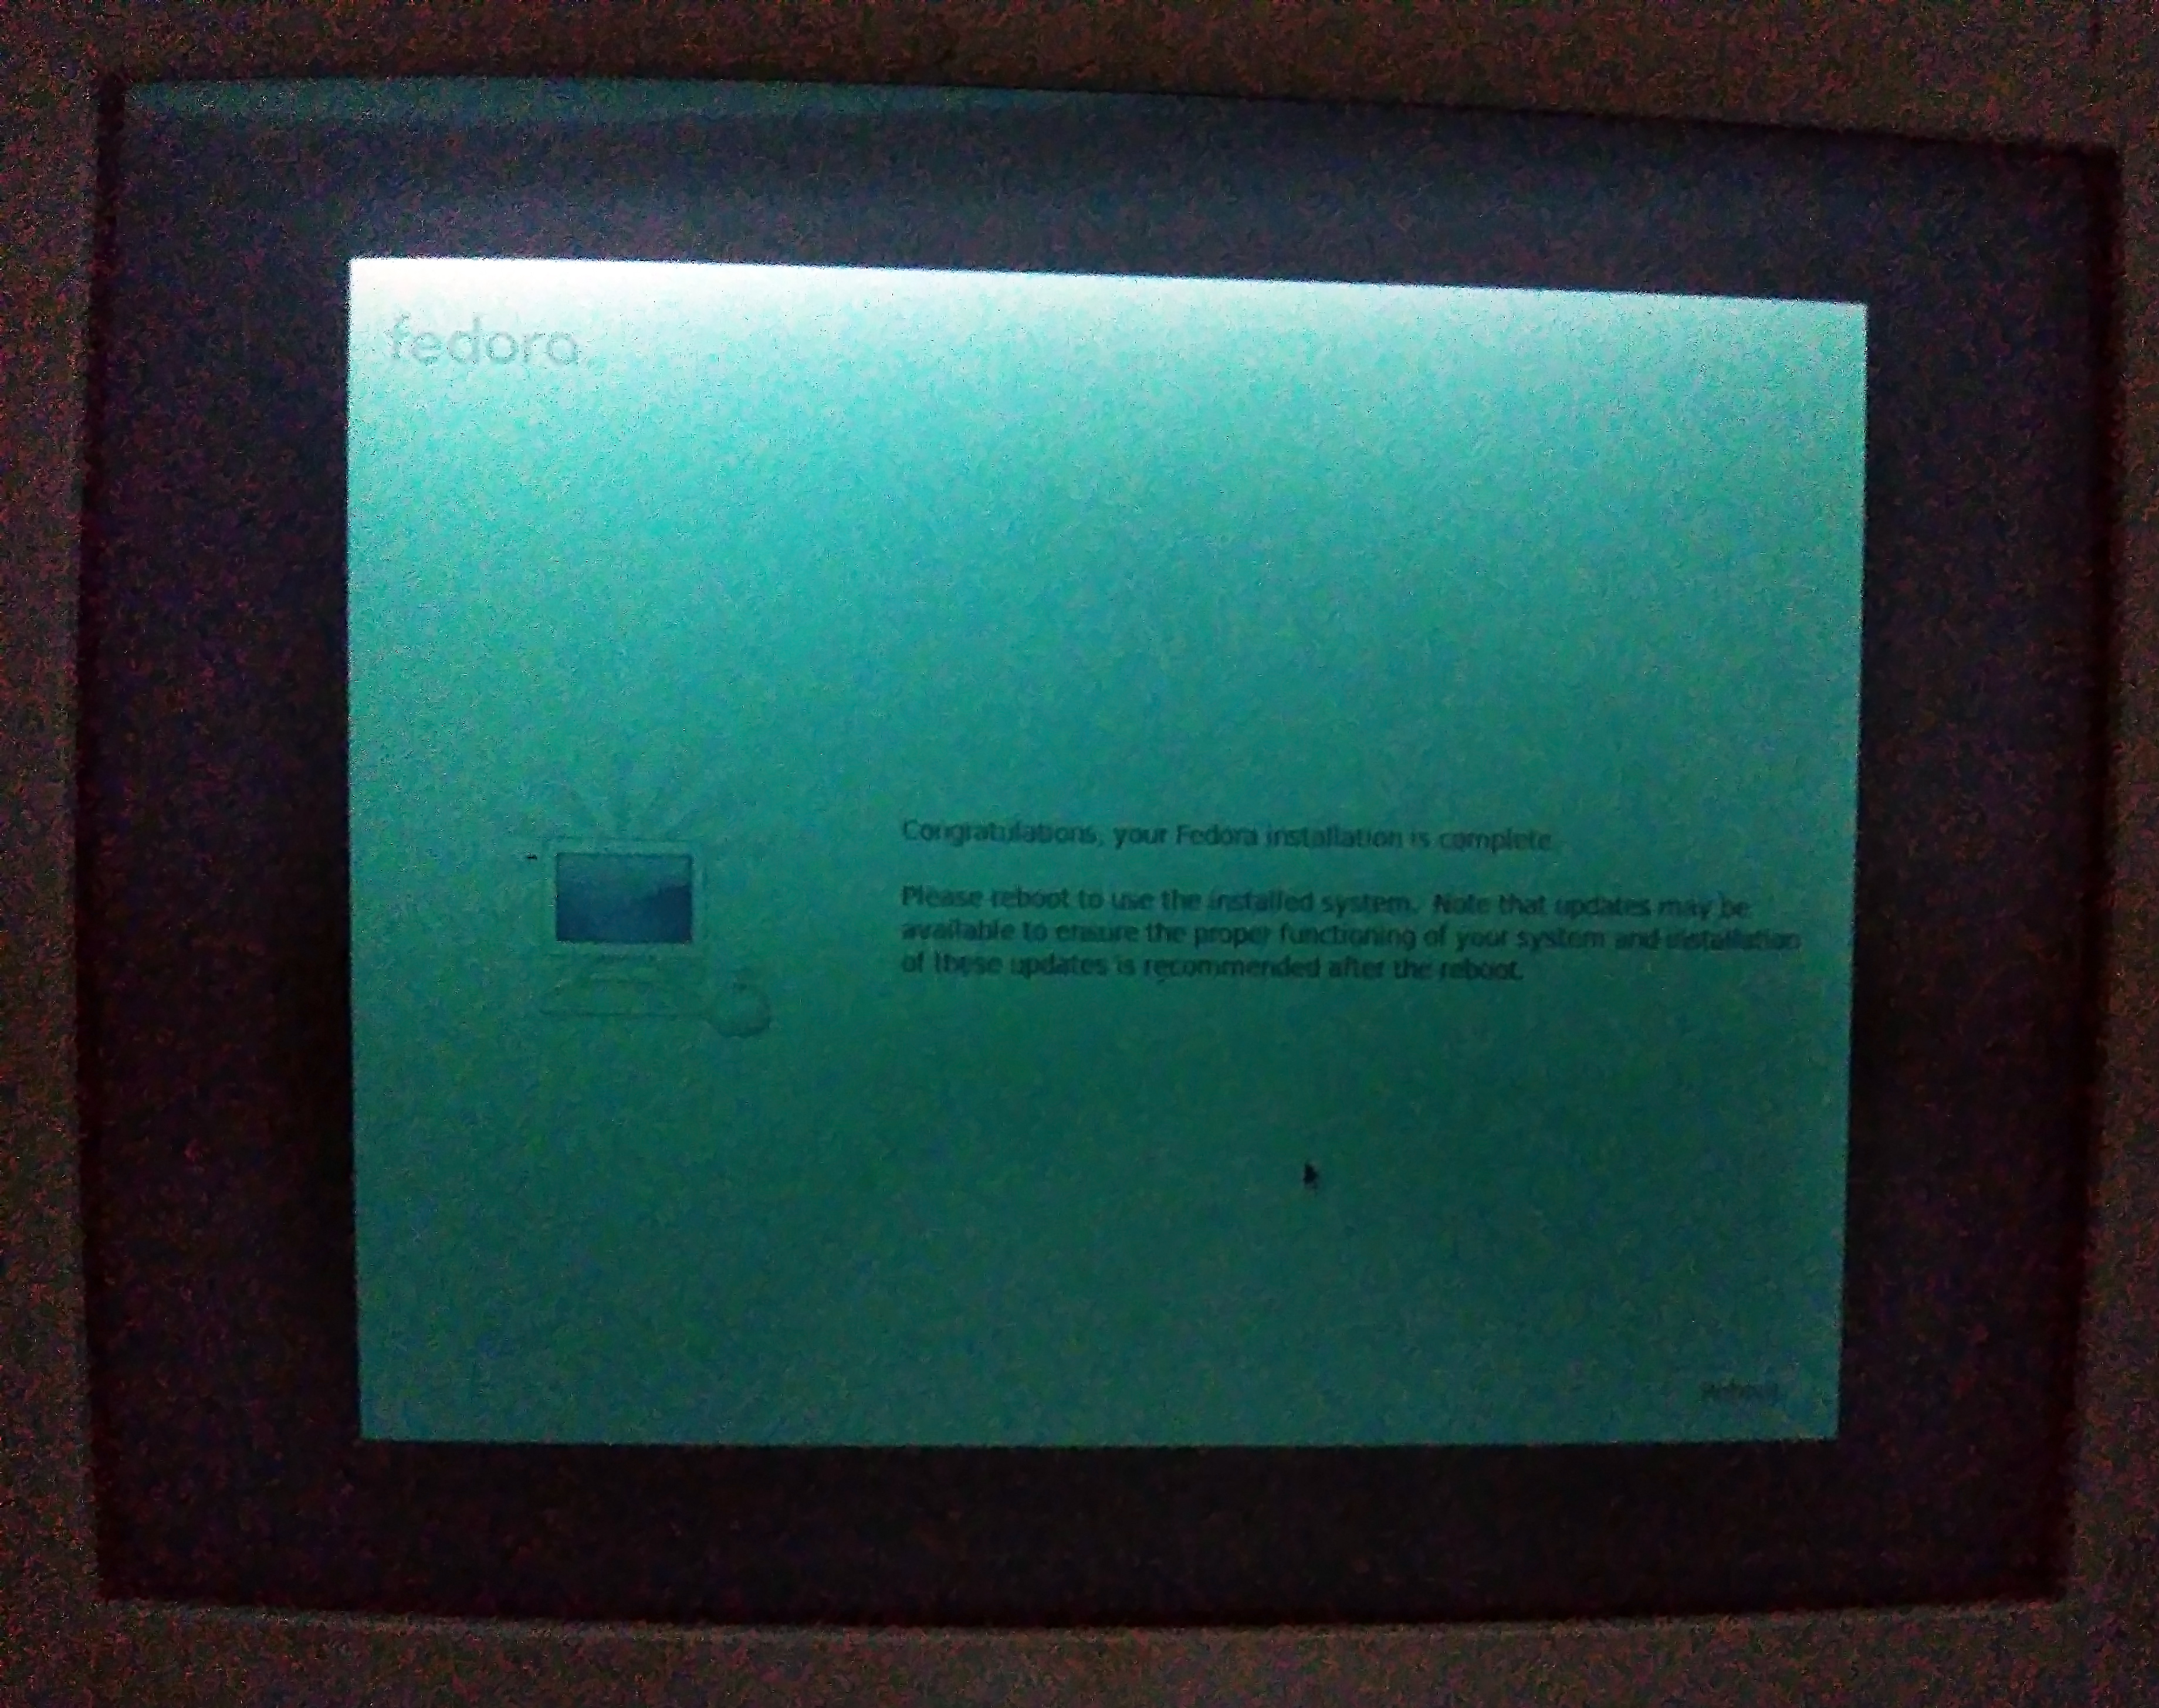 fedora
Congratulations, your Fedora installation is complete.
Please reboot to use the installed system. Note that updates may be
available to ensure the proper functioning of your system and installation
of these updates is recommended after the reboot.
Reboot